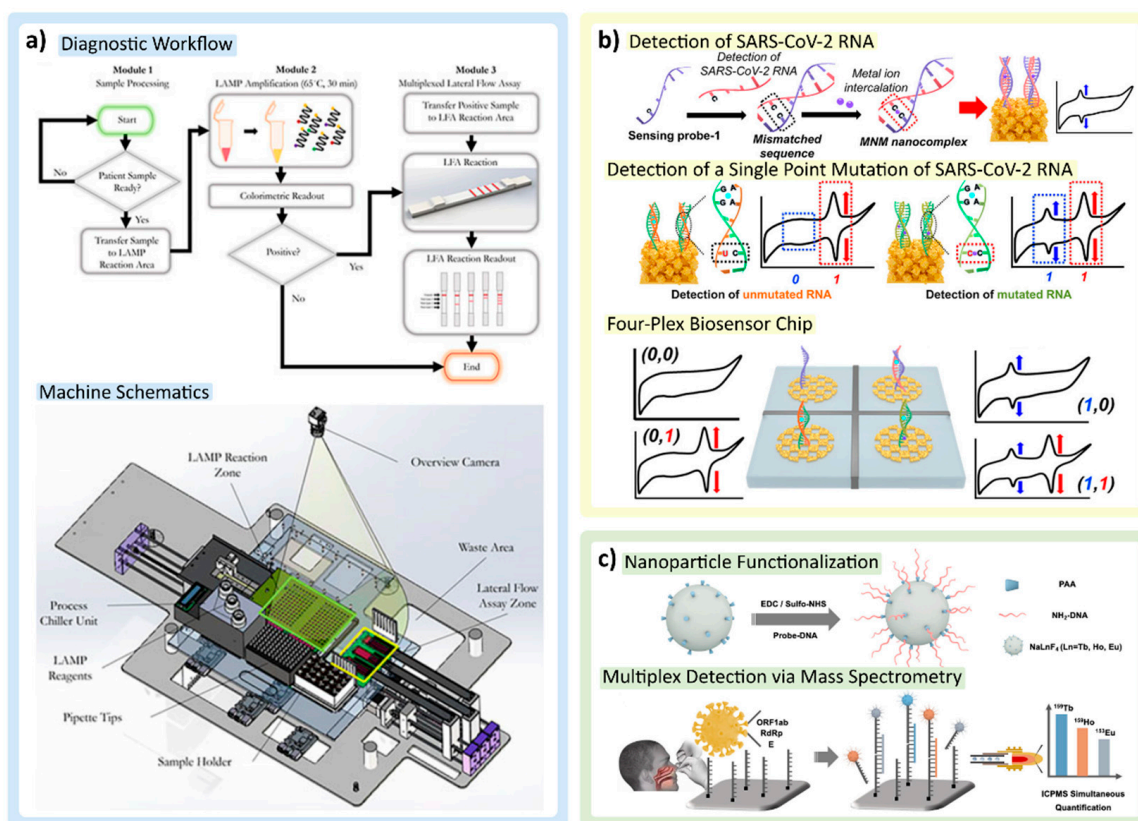 a)
Diagnostic Workflow
Module 1
Sample Processing
Start
No
Patient Sample
Ready?
Yes
Transfer Sample
to LAMP
Reaction Area
Module 2
LAMP Amplification (65°C, 30 min)
Colorimetric Readout
Positive?
Yes
No
Module 3
Multiplexed Lateral Flow Assay
Transfer Positive Sample
to LFA Reaction Area
LFA Reaction
LFA Reaction Readout
End
Machine Schematics
LAMP Reaction
Zone
Overview Camera
Waste Area
Lateral Flow
Assay Zone
Process
Chiller Unit
LAMP
Reagents
Pipette Tips
Sample Holder
b)
Detection of SARS-CoV-2 RNA
Detection of
SARS-CoV-2 RNA
Metal ion
intercalation
C
C
C
C
C
Sensing probe-1
Mismatched
sequence
MNM nanocomplex
Detection of a Single Point Mutation of SARS-CoV-2 RNA
G A
G A
U C
0
1
Detection of unmutated RNA
G A
G A
C C
1
1
Detection of mutated RNA
Four-Plex Biosensor Chip
(0,0)
(0,1)
(1,0)
(1,1)
c)
Nanoparticle Functionalization
EDC / Sulfo-NHS
Probe-DNA
PAA
NH₂-DNA
NaLnF₄ (Ln=Tb, Ho, Eu)
Multiplex Detection via Mass Spectrometry
ORF1ab
RdRp
E
¹⁵⁹Tb
¹⁵³Eu
ICPMS Simultaneous
Quantification